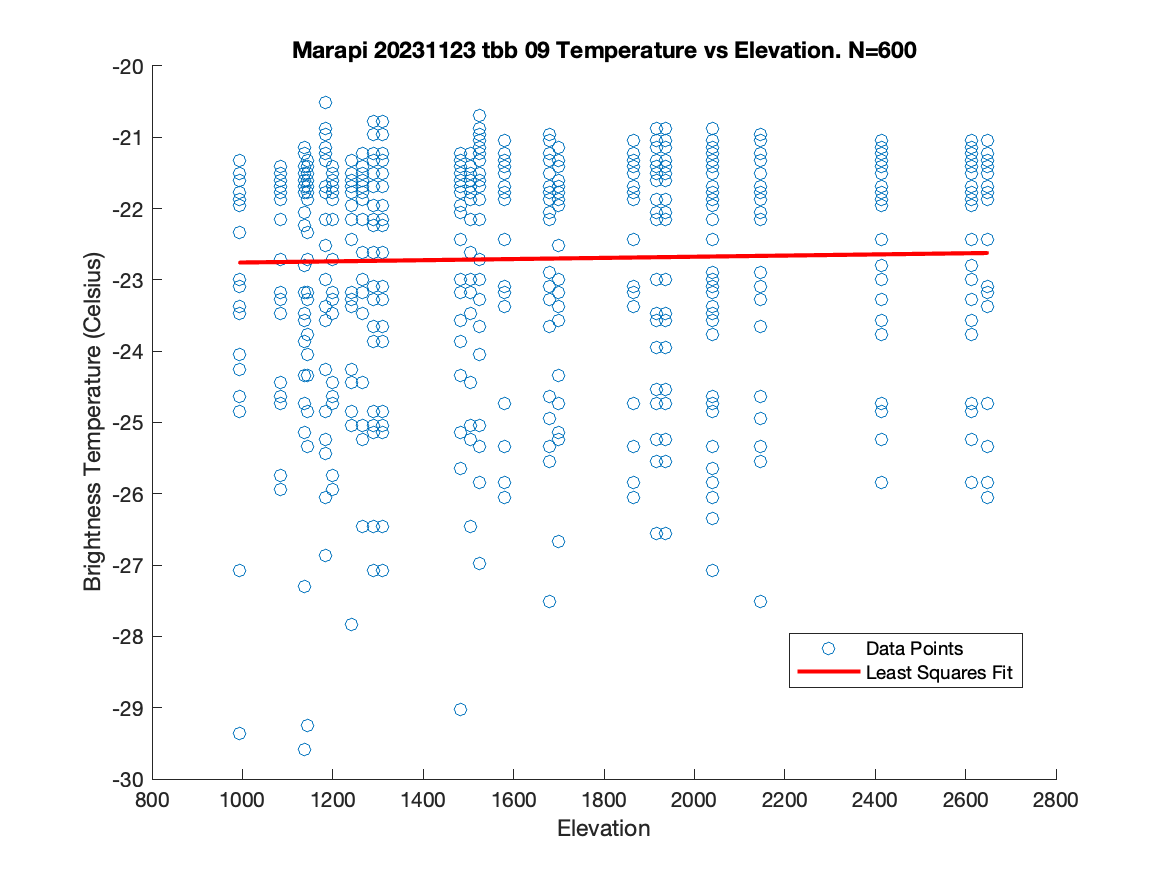 Marapi 20231123 tbb 09 Temperature vs Elevation. N=600
-20
-21
-22
-23
-24
-25
-26
-27
-28
-29
-30
Brightness Temperature (Celsius)
Data Points
Least Squares Fit
800 1000 1200 1400 1600 1800 2000 2200 2400 2600 2800
Elevation